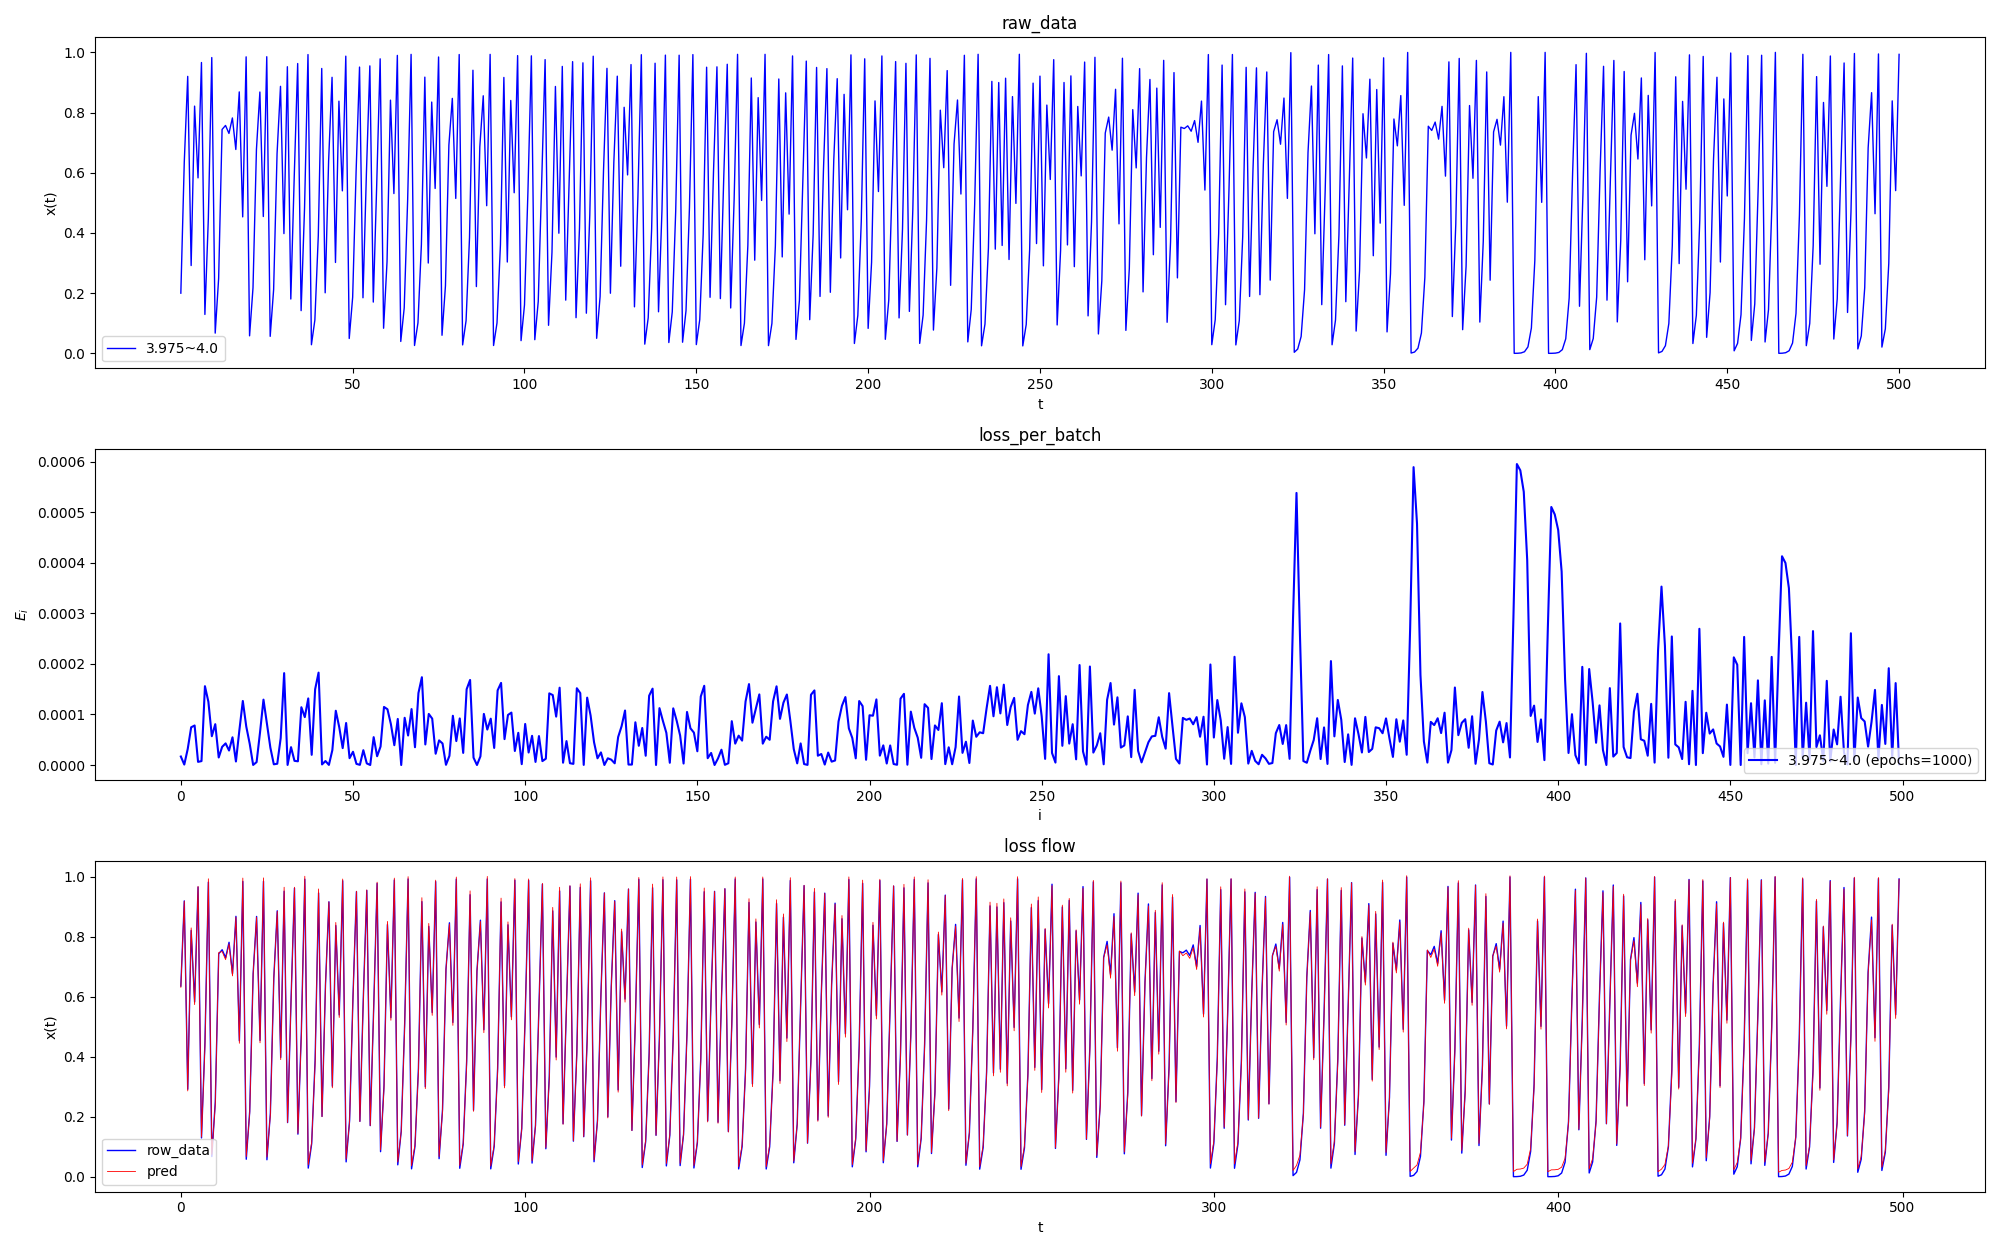 raw_data
1.0
0.8
0.6
0.4
0.2
0.0
x(t)
3.975~4.0
50 100 150 200 250 300 350 400 450 500
t
loss_per_batch
0.0006
0.0005
0.0004
0.0003
0.0002
0.0001
0.0000
E_i
3.975~4.0 (epochs=1000)
0 50 100 150 200 250 300 350 400 450 500
i
loss flow
1.0
0.8
0.6
0.4
0.2
0.0
x(t)
row_data
pred
0 100 200 300 400 500
t